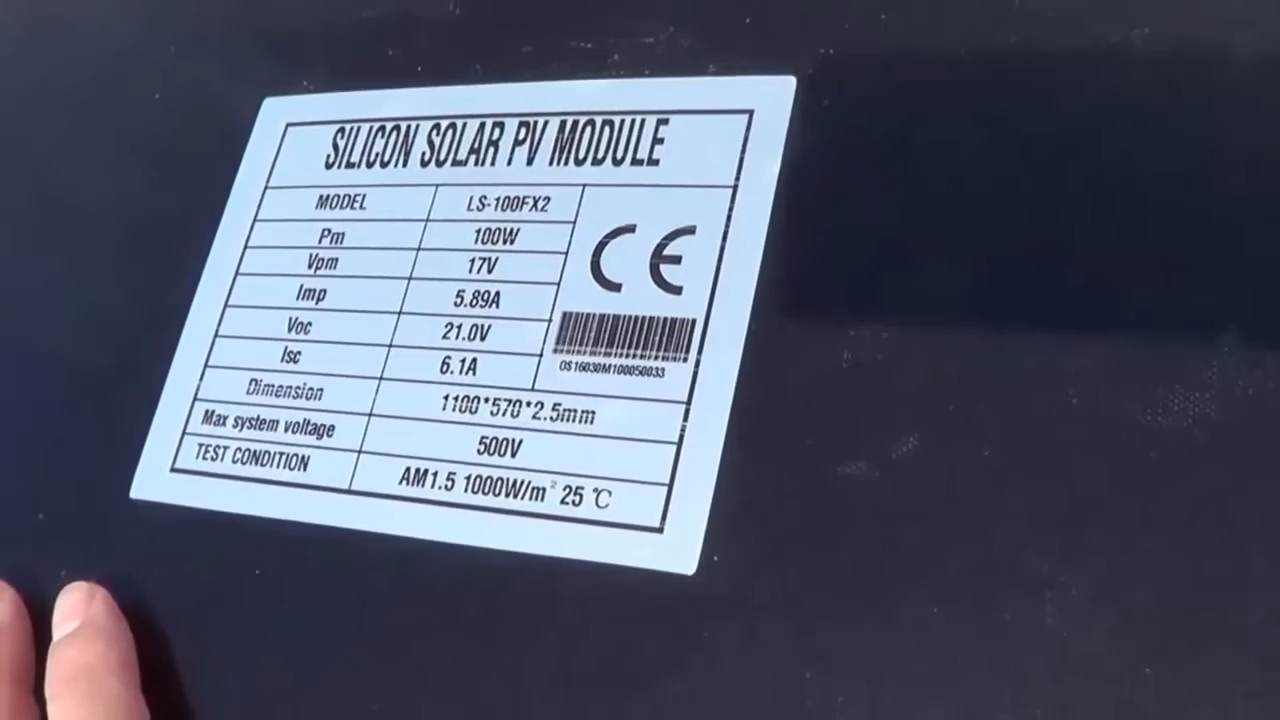 SILICON SOLAR PV MODULE
MODEL LS-100FX2
Pm 100W
Vpm 17V
Imp 5.89A
Voc 21.0V
Isc 6.1A
CE
OS16030M100050033
Dimension 1100*570*2.5mm
Max system voltage 500V
TEST CONDITION AM1.5 1000W/m² 25 ℃